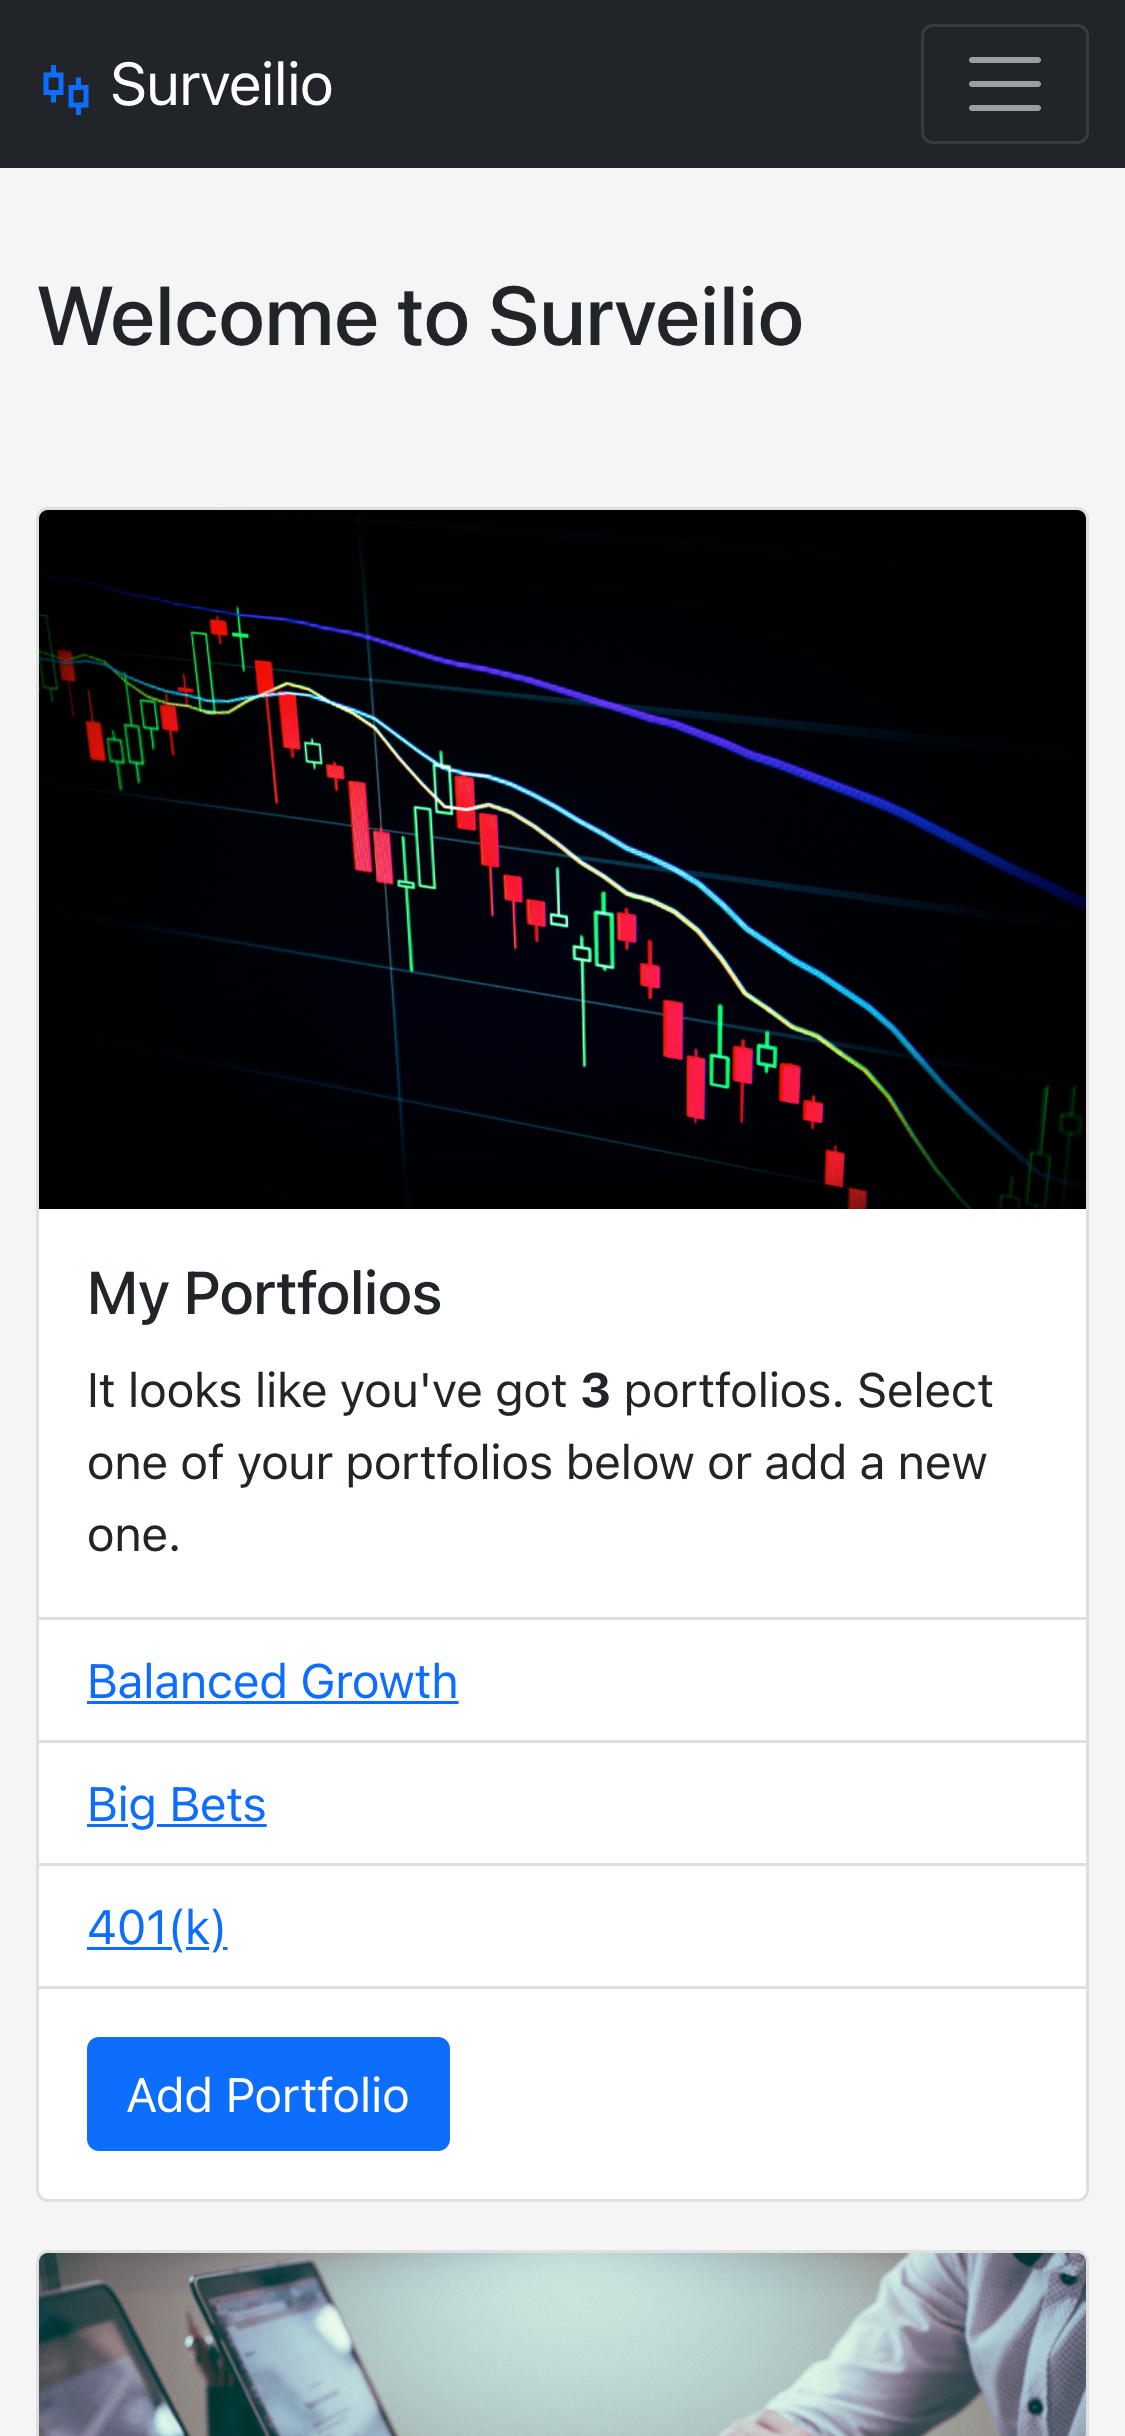 Surveilio
Welcome to Surveilio
My Portfolios
It looks like you've got 3 portfolios. Select
one of your portfolios below or add a new
one.
Balanced Growth
Big Bets
401(k)
Add Portfolio